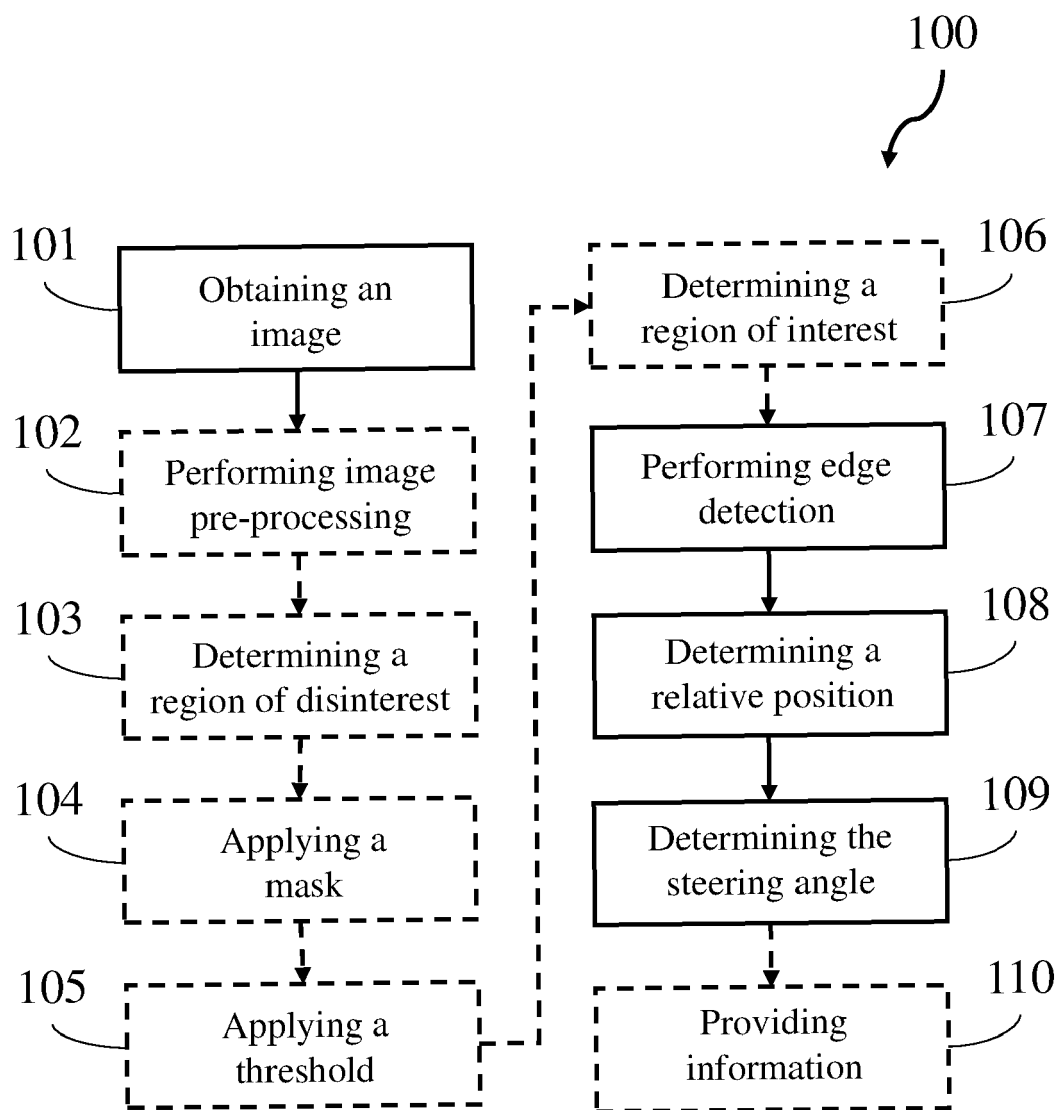 100
101
Obtaining an
image
102
Performing image
pre-processing
103
Determining a
region of disinterest
104
Applying a
mask
105
Applying a
threshold
106
Determining a
region of interest
107
Performing edge
detection
108
Determining a
relative position
109
Determining the
steering angle
110
Providing
information